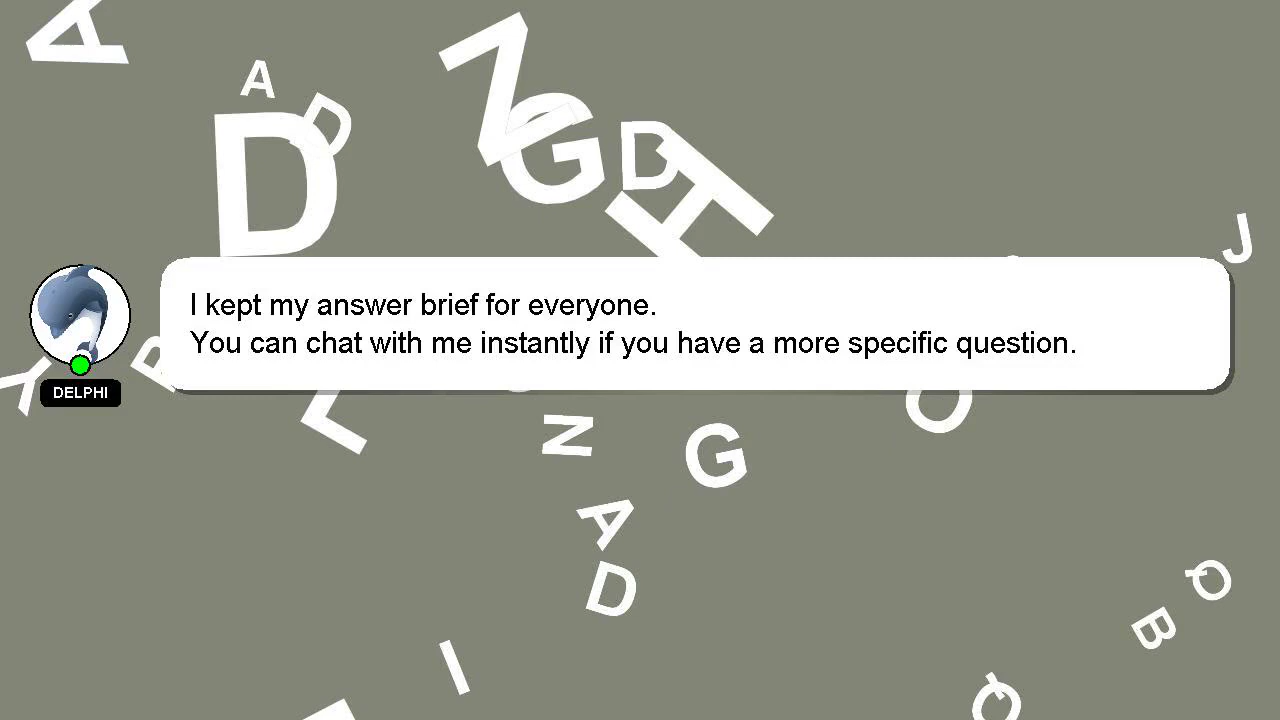 I kept my answer brief for everyone.
You can chat with me instantly if you have a more specific question.
DELPHI
A
A
D
D
Z
G
D
H
J
Y
R
L
N
G
O
A
D
Q
B
I
Q